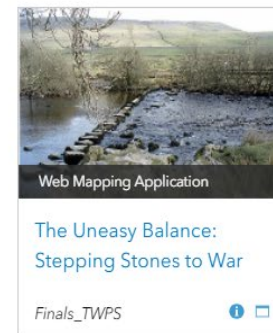 Web Mapping Application
The Uneasy Balance:
Stepping Stones to War
Finals_TWPS